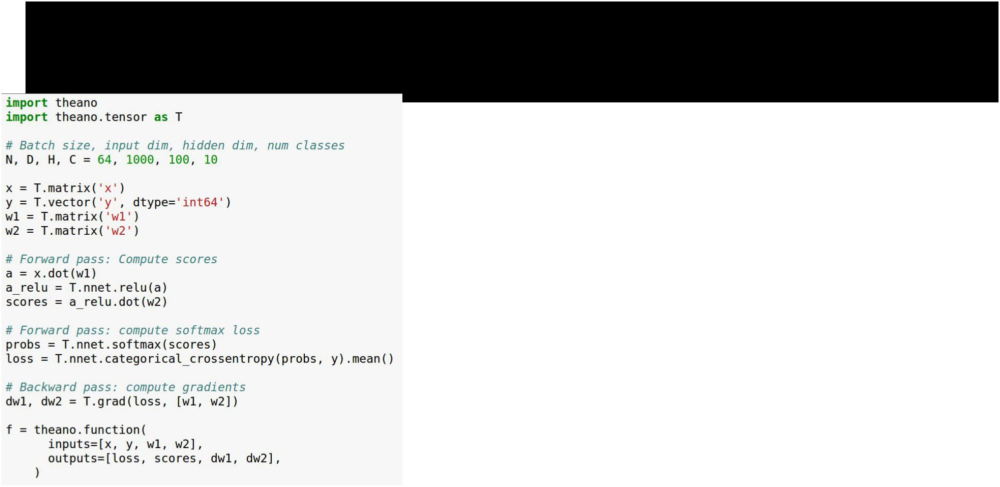 import theano
import theano.tensor as T
# Batch size, input dim, hidden dim, num classes
N, D, H, C = 64, 1000, 100, 10
x = T.matrix('x')
y = T.vector('y', dtype='int64')
w1 = T.matrix('w1')
w2 = T.matrix('w2')
# Forward pass: Compute scores
a = x.dot(w1)
a_relu = T.nnet.relu(a)
scores = a_relu.dot(w2)
# Forward pass: compute softmax loss
probs = T.nnet.softmax(scores)
loss = T.nnet.categorical_crossentropy(probs, y).mean()
# Backward pass: compute gradients
dw1, dw2 = T.grad(loss, [w1, w2])
f = theano.function(
      inputs=[x, y, w1, w2],
      outputs=[loss, scores, dw1, dw2],
    )